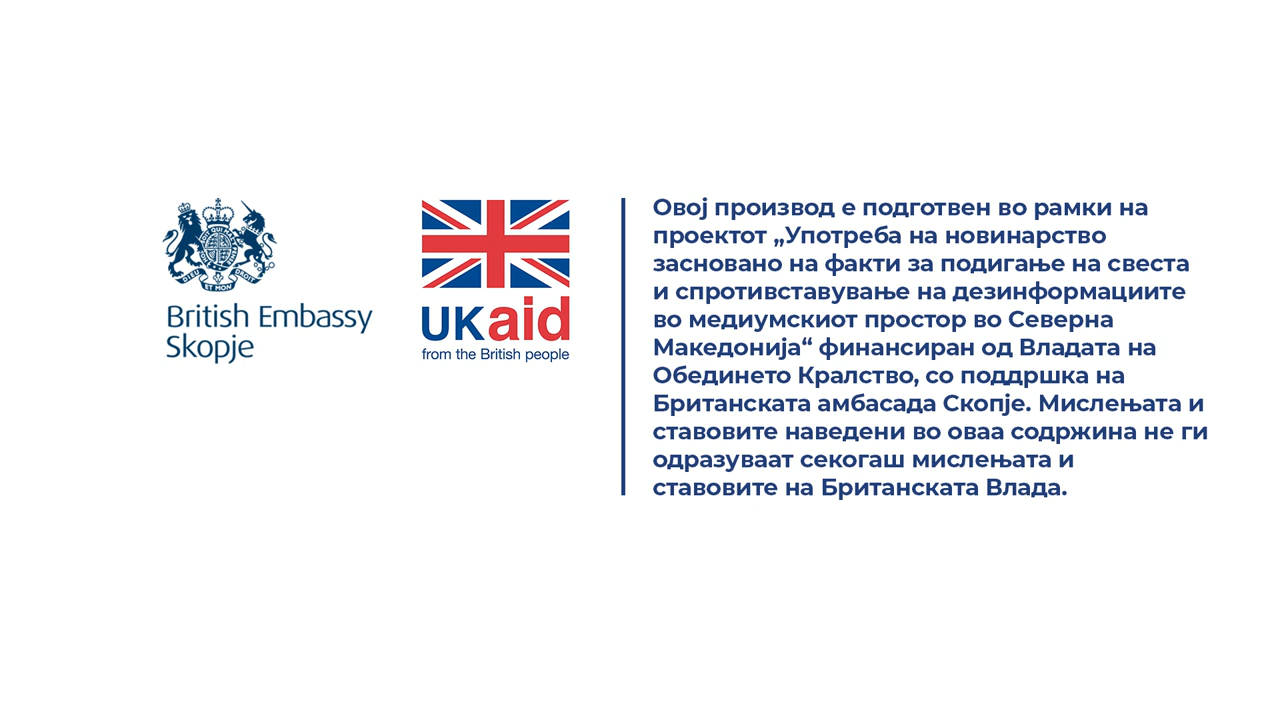 British Embassy
Skopje
UKaid
from the British people
Овој производ е подготвен во рамки на
проектот „Употреба на новинарство
засновано на факти за подигање на свеста
и спротивставување на дезинформациите
во медиумскиот простор во Северна
Македонија“ финансиран од Владата на
Обединето Кралство, со поддршка на
Британската амбасада Скопје. Мислењата и
ставовите наведени во оваа содржина не ги
одразуваат секогаш мислењата и
ставовите на Британската Влада.